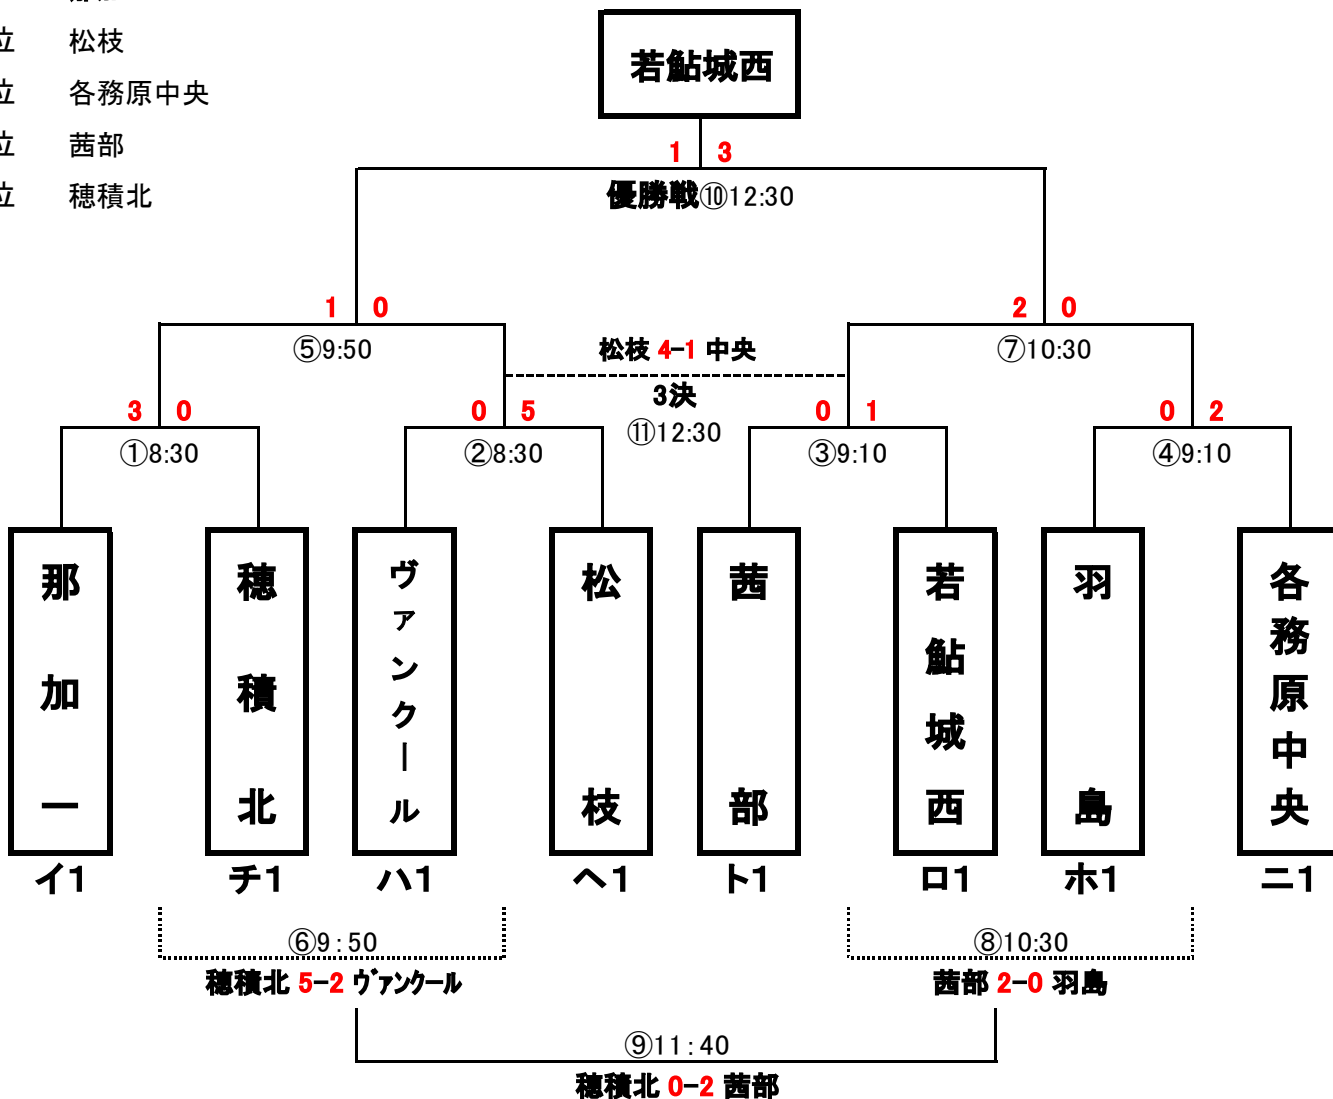 位 松枝
位 各務原中央
位 茜部
位 穂積北
若鮎城西
1 3
優勝戦⑩12:30
1 0
2 0
⑤9:50
松枝 4-1 中央
⑦10:30
3決
3 0
0 5
⑪12:30
0 1
0 2
①8:30
②8:30
③9:10
④9:10
那加一
穂積北
ヴァンクール
松枝
茜部
若鮎城西
羽島
各務原中央
イ1
チ1
ハ1
ヘ1
ト1
ロ1
ホ1
ニ1
⑥9:50
⑧10:30
穂積北 5-2 ヴァンクール
茜部 2-0 羽島
⑨11:40
穂積北 0-2 茜部